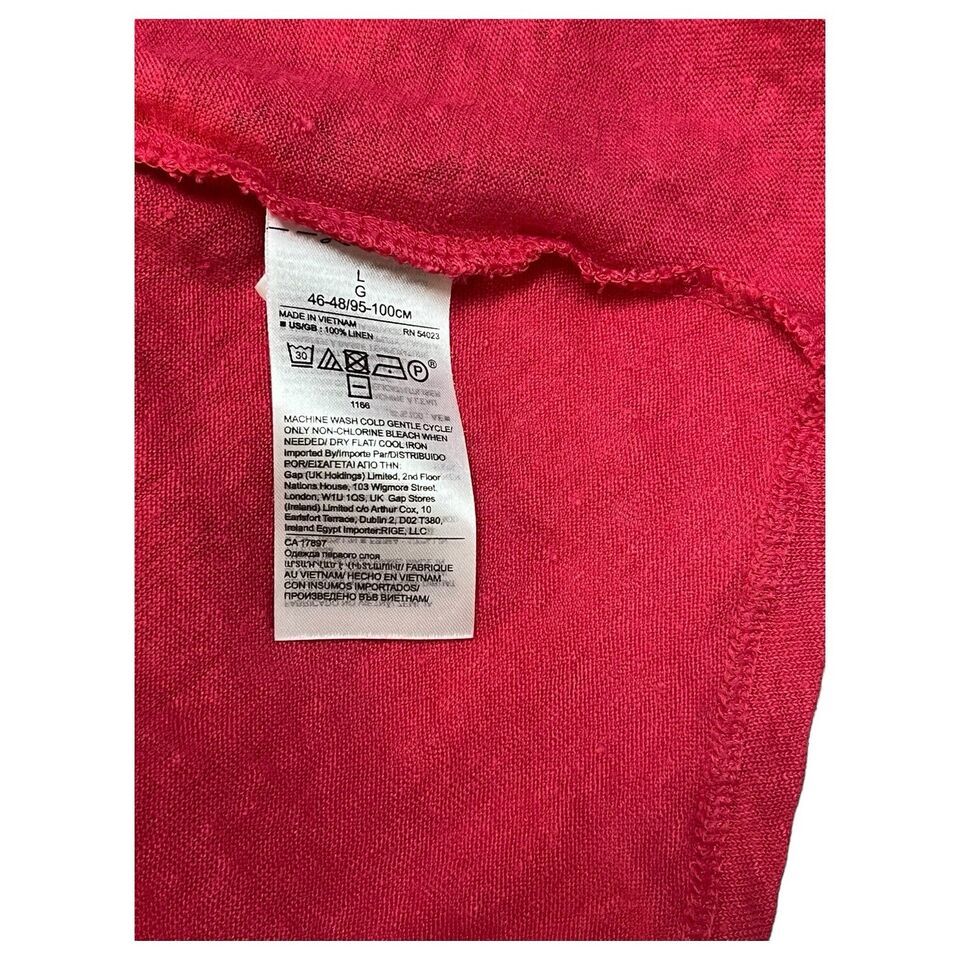 L
G
46-48/95-100CM
MADE IN VIETNAM RN 54023
■ US/GB : 100% LINEN
30 P ®
1166
MACHINE WASH COLD GENTLE CYCLE/
ONLY NON-CHLORINE BLEACH WHEN
NEEDED/ DRY FLAT/ COOL IRON
Imported By/Importe Par/DISTRIBUIDO
POR/ΕΙΣΑΓΕΤΑΙ ΑΠΟ ΤΗΝ:
Gap (UK Holdings) Limited, 2nd Floor
Nations House, 103 Wigmore Street
London, W1U 1QS, UK Gap Stores
(Ireland) Limited c/o Arthur Cox, 10
Earlsfort Terrace, Dublin 2, D02 T380,
Ireland Egypt Importer:RIGE, LLC
CA 17897
Одежда первого слоя
FABRIQUE
AU VIETNAM/ HECHO EN VIETNAM
CON INSUMOS IMPORTADOS/
ПРОИЗВЕДЕНО ВЪВ ВИЕТНАМ/